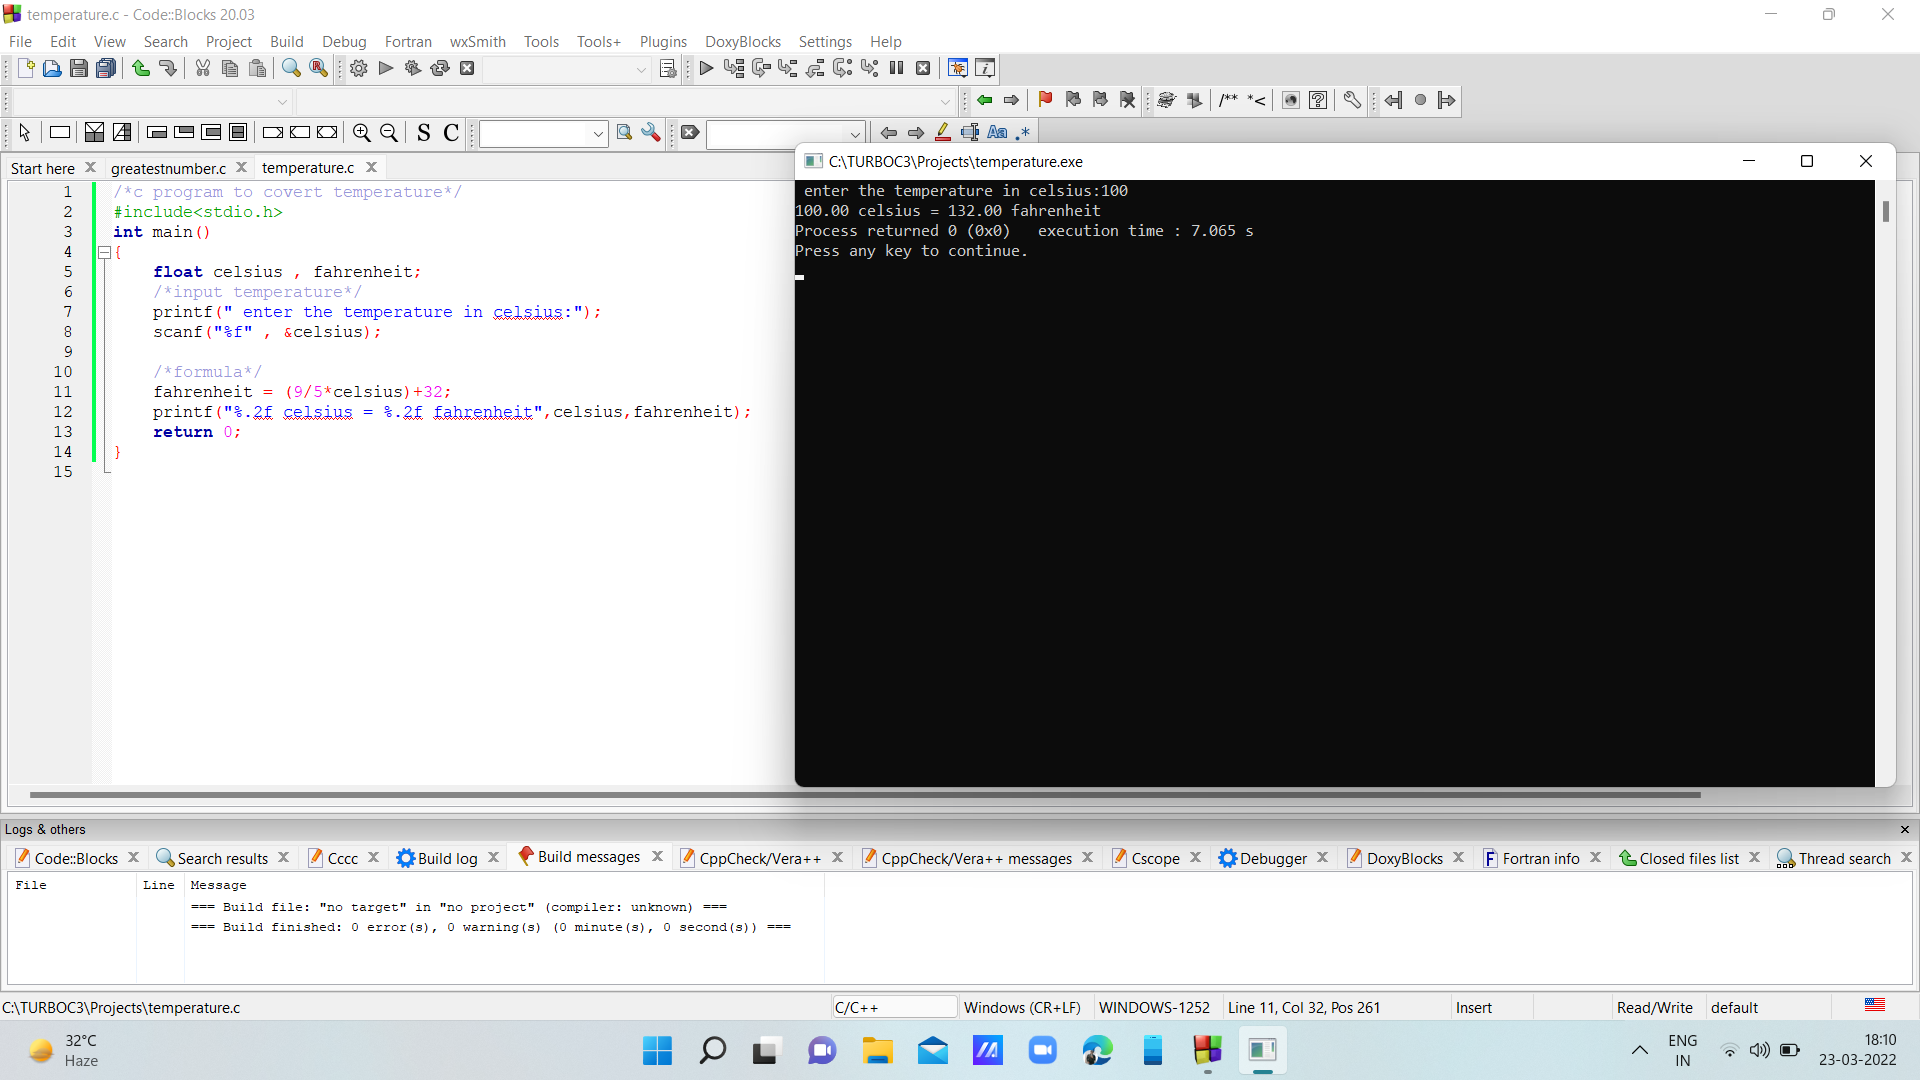 temperature.c - Code::Blocks 20.03
File Edit View Search Project Build Debug Fortran wxSmith Tools Tools+ Plugins DoxyBlocks Settings Help
/** *<
S C
Aa .*
Start here greatestnumber.c temperature.c
1 /*c program to covert temperature*/
2 #include<stdio.h>
3 int main()
4 {
5 float celsius , fahrenheit;
6 /*input temperature*/
7 printf(" enter the temperature in celsius:");
8 scanf("%f" , &celsius);
9
10 /*formula*/
11 fahrenheit = (9/5*celsius)+32;
12 printf("%.2f celsius = %.2f fahrenheit",celsius,fahrenheit);
13 return 0;
14 }
15
C:\TURBOC3\Projects\temperature.exe
enter the temperature in celsius:100
100.00 celsius = 132.00 fahrenheit
Process returned 0 (0x0)   execution time : 7.065 s
Press any key to continue.
Logs & others
Code::Blocks Search results Cccc Build log Build messages CppCheck/Vera++ CppCheck/Vera++ messages Cscope Debugger DoxyBlocks Fortran info Closed files list Thread search
File Line Message
=== Build file: "no target" in "no project" (compiler: unknown) ===
=== Build finished: 0 error(s), 0 warning(s) (0 minute(s), 0 second(s)) ===
C:\TURBOC3\Projects\temperature.c C/C++ Windows (CR+LF) WINDOWS-1252 Line 11, Col 32, Pos 261 Insert Read/Write default
32°C
Haze
ENG
IN
18:10
23-03-2022